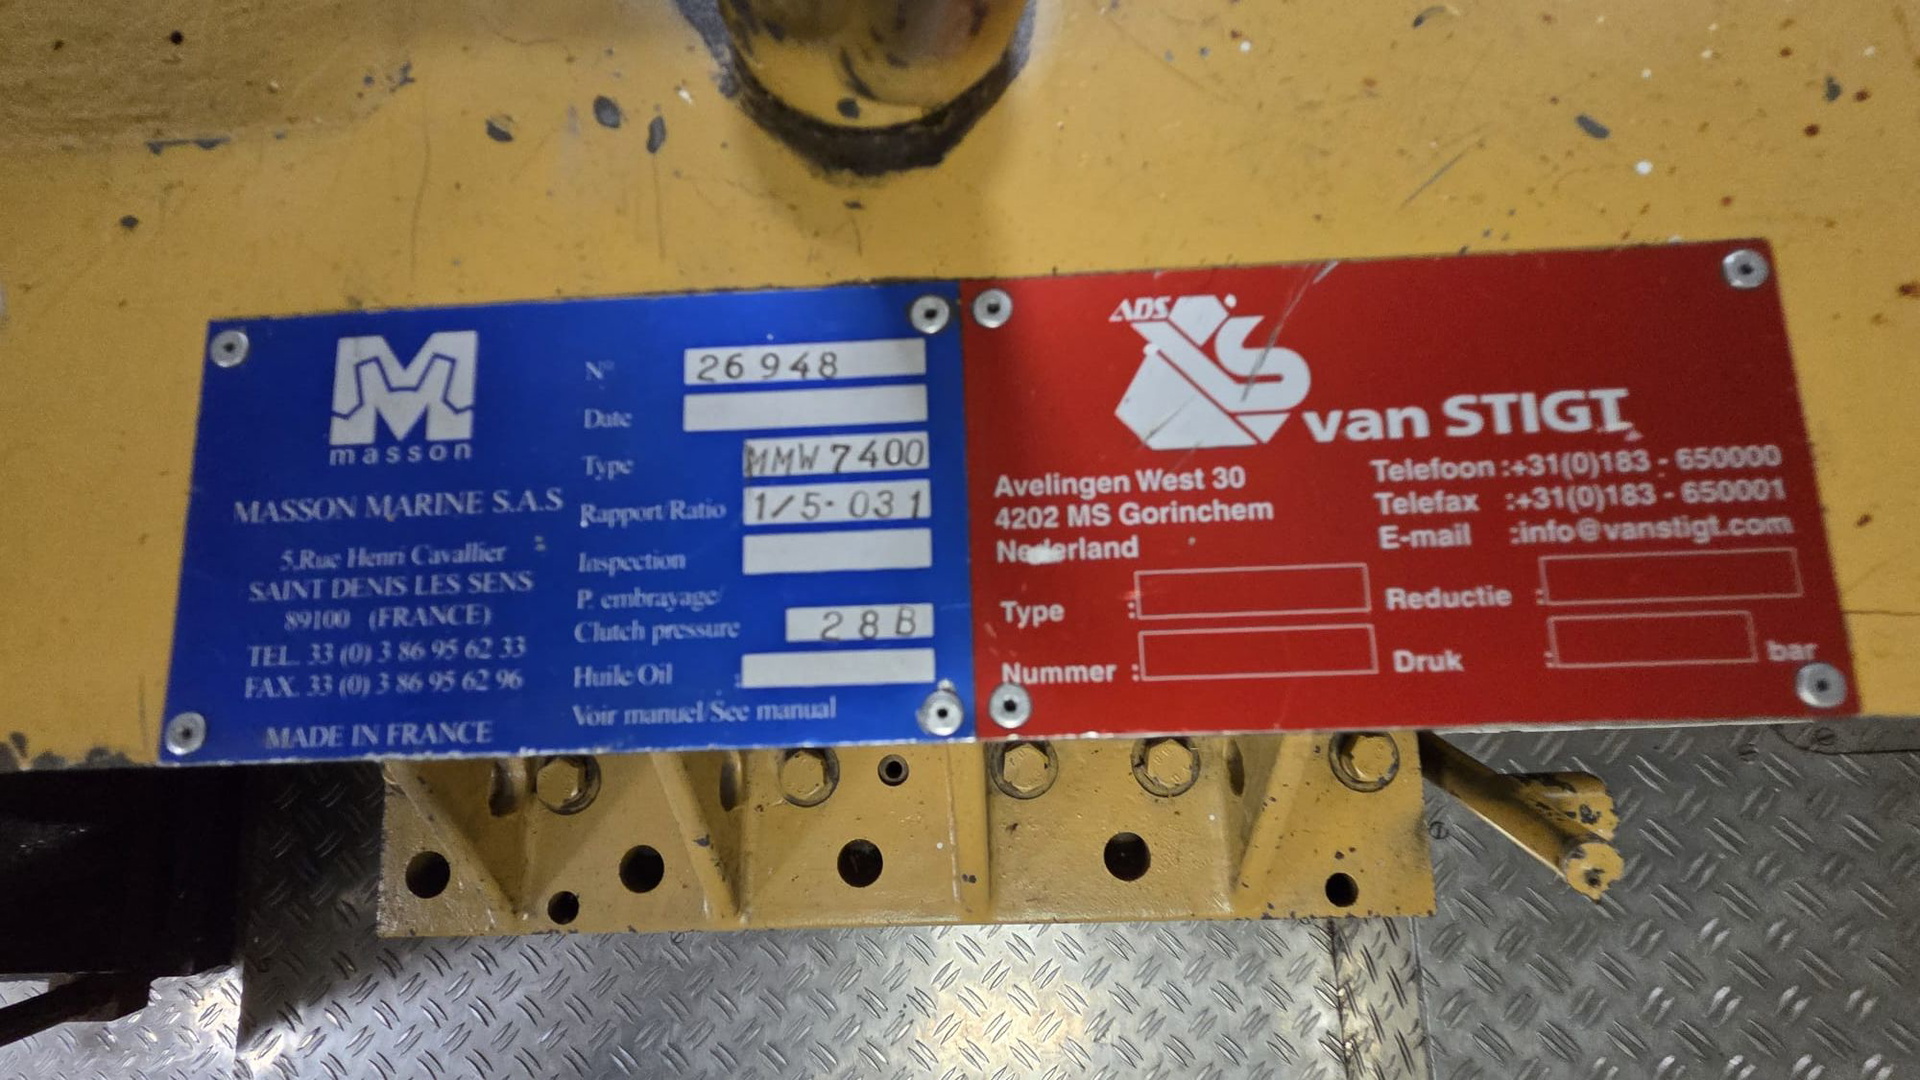 masson
MASSON MARINE S.A.S
5,Rue Henri Cavallier
SAINT DENIS LES SENS
89100 (FRANCE)
TEL. 33 (0) 3 86 95 62 33
FAX. 33 (0) 3 86 95 62 96
MADE IN FRANCE
N° 26948
Date
Type MMW7400
Rapport/Ratio 1/5.031
Inspection
P. embrayage/
Clutch pressure 28B
Huile/Oil :
Voir manuel/See manual
ADS
van STIGT
Avelingen West 30
4202 MS Gorinchem
Nederland
Telefoon :+31(0)183 - 650000
Telefax :+31(0)183 - 650001
E-mail :info@vanstigt.com
Type : Reductie :
Nummer : Druk : bar